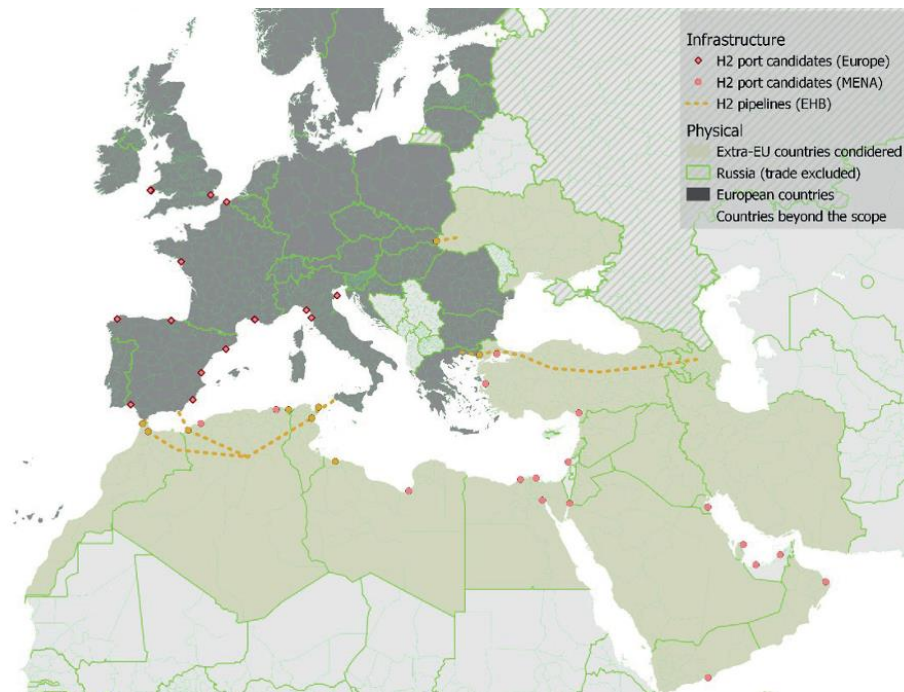 Infrastructure
H2 port candidates (Europe)
H2 port candidates (MENA)
H2 pipelines (EHB)
Physical
Extra-EU countries condidered
Russia (trade excluded)
European countries
Countries beyond the scope